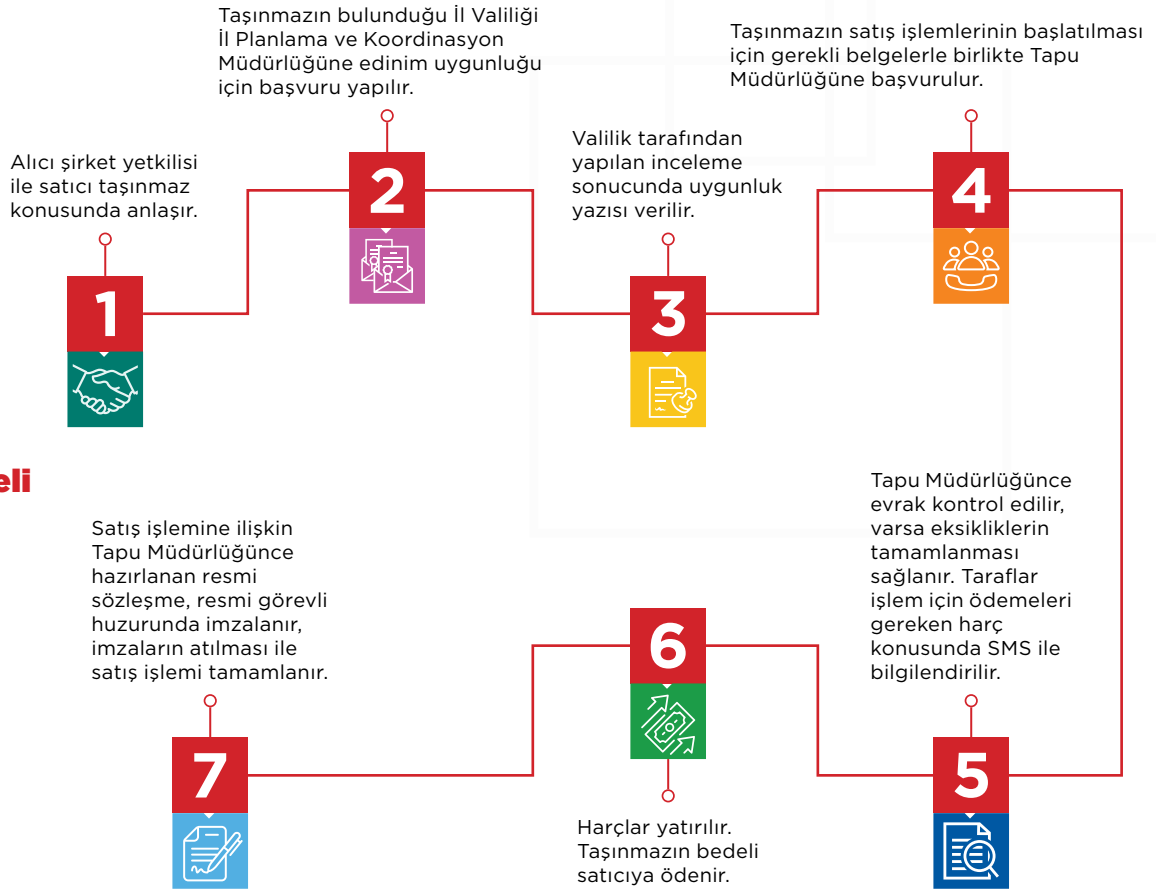 1
Alıcı şirket yetkilisi
ile satıcı taşınmaz
konusunda anlaşır.
2
Taşınmazın bulunduğu İl Valiliği
İl Planlama ve Koordinasyon
Müdürlüğüne edinim uygunluğu
için başvuru yapılır.
3
Valilik tarafından
yapılan inceleme
sonucunda uygunluk
yazısı verilir.
4
Taşınmazın satış işlemlerinin başlatılması
için gerekli belgelerle birlikte Tapu
Müdürlüğüne başvurulur.
eli
5
Tapu Müdürlüğünce
evrak kontrol edilir,
varsa eksikliklerin
tamamlanması
sağlanır. Taraflar
işlem için ödemeleri
gereken harç
konusunda SMS ile
bilgilendirilir.
6
Harçlar yatırılır.
Taşınmazın bedeli
satıcıya ödenir.
7
Satış işlemine ilişkin
Tapu Müdürlüğünce
hazırlanan resmi
sözleşme, resmi görevli
huzurunda imzalanır,
imzaların atılması ile
satış işlemi tamamlanır.